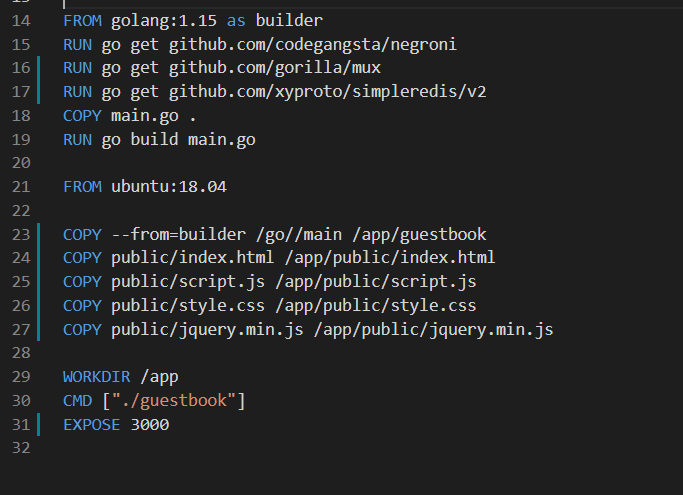 14 FROM golang:1.15 as builder
15 RUN go get github.com/codegangsta/negroni
16 RUN go get github.com/gorilla/mux
17 RUN go get github.com/xyproto/simpleredis/v2
18 COPY main.go .
19 RUN go build main.go
20
21 FROM ubuntu:18.04
22
23 COPY --from=builder /go//main /app/guestbook
24 COPY public/index.html /app/public/index.html
25 COPY public/script.js /app/public/script.js
26 COPY public/style.css /app/public/style.css
27 COPY public/jquery.min.js /app/public/jquery.min.js
28
29 WORKDIR /app
30 CMD ["./guestbook"]
31 EXPOSE 3000
32